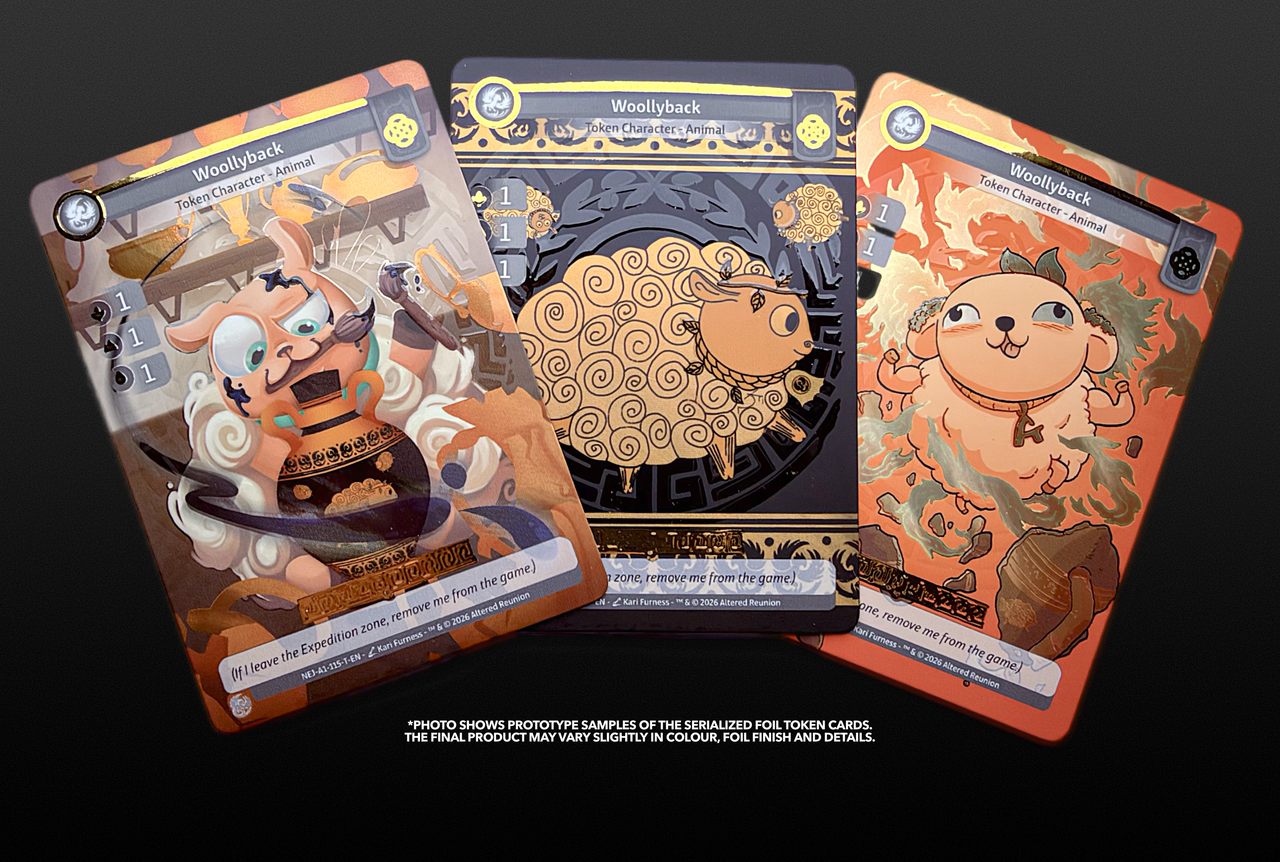 Woollyback
Token Character - Animal
1
1
1
(If I leave the Expedition zone, remove me from the game.)
NEJ-A1-115-T-EN - Kari Furness - ™ & © 2026 Altered Reunion
Woollyback
Token Character - Animal
1
1
1
zone, remove me from the game.)
EN - Kari Furness - ™ & © 2026 Altered Reunion
Woollyback
Token Character - Animal
1
1
zone, remove me from the game.)
Kari Furness - ™ & © 2026 Altered Reunion
*PHOTO SHOWS PROTOTYPE SAMPLES OF THE SERIALIZED FOIL TOKEN CARDS.
THE FINAL PRODUCT MAY VARY SLIGHTLY IN COLOUR, FOIL FINISH AND DETAILS.